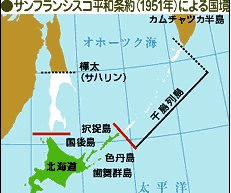 ●サンフランシスコ平和条約(1951年)による国境
カムチャツカ半島
オホーツク海
樺太
(サハリン)
千島列島
択捉島
国後島
北海道
色丹島
歯舞群島
太平洋